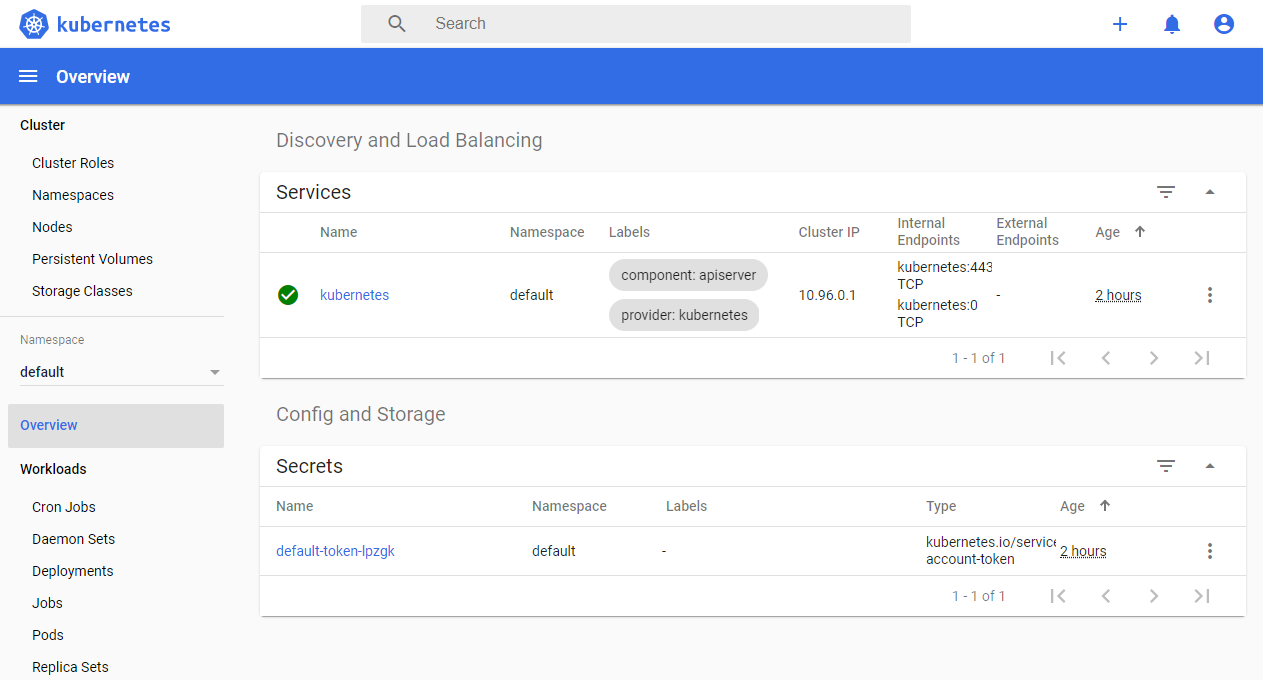 kubernetes
Search
Overview
Cluster
Cluster Roles
Namespaces
Nodes
Persistent Volumes
Storage Classes
Namespace
default
Overview
Workloads
Cron Jobs
Daemon Sets
Deployments
Jobs
Pods
Replica Sets
Discovery and Load Balancing
Services
Name Namespace Labels Cluster IP Internal Endpoints External Endpoints Age
kubernetes default component: apiserver provider: kubernetes 10.96.0.1 kubernetes:443 TCP kubernetes:0 TCP - 2 hours
1 - 1 of 1
Config and Storage
Secrets
Name Namespace Labels Type Age
default-token-lpzgk default - kubernetes.io/service account-token 2 hours
1 - 1 of 1